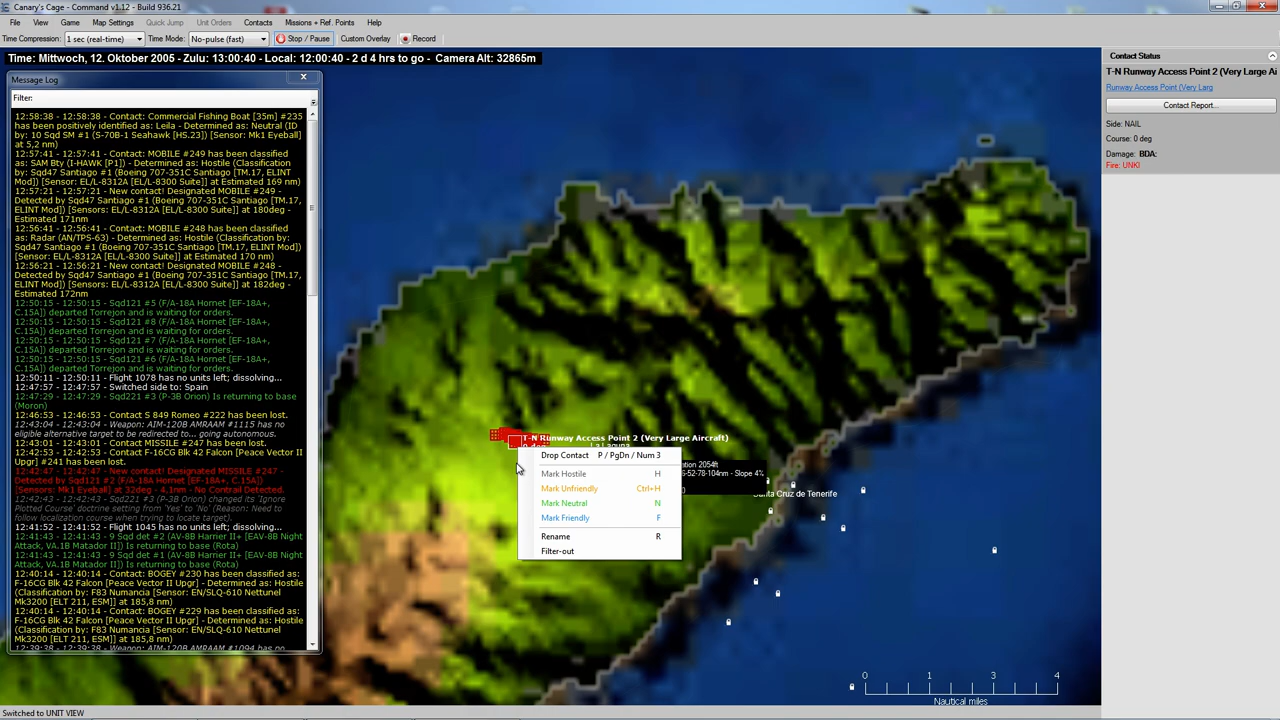 Canary's Cage - Command v1.12 - Build 936.21
File View Game Map Settings Quick Jump Unit Orders Contacts Missions + Ref. Points Help
Time Compression: 1 sec (real-time) Time Mode: No-pulse (fast) Stop / Pause Custom Overlay Record
Time: Mittwoch, 12. Oktober 2005 - Zulu: 13:00:40 - Local: 12:00:40 - 2 d 4 hrs to go - Camera Alt: 32865m
Message Log
Filter:
12:58:38 - 12:58:38 - Contact: Commercial Fishing Boat [35m] #235
has been positively identified as: Leila - Determined as: Neutral (ID
by: 10 Sqd SM #1 (S-70B-1 Seahawk [HS.23]) [Sensor: Mk1 Eyeball]
at 5,2 nm)
12:57:41 - 12:57:41 - Contact: MOBILE #249 has been classified
as: SAM Bty (I-HAWK [P1]) - Determined as: Hostile (Classification
by: Sqd47 Santiago #1 (Boeing 707-351C Santiago [TM.17, ELINT
Mod]) [Sensor: EL/L-8312A [EL/L-8300 Suite]] at Estimated 169 nm)
12:57:21 - 12:57:21 - New contact! Designated MOBILE #249 -
Detected by Sqd47 Santiago #1 (Boeing 707-351C Santiago [TM.17,
ELINT Mod]) [Sensors: EL/L-8312A [EL/L-8300 Suite]] at 180deg -
Estimated 171nm
12:56:41 - 12:56:41 - Contact: MOBILE #248 has been classified
as: Radar (AN/TPS-63) - Determined as: Hostile (Classification by:
Sqd47 Santiago #1 (Boeing 707-351C Santiago [TM.17, ELINT Mod])
[Sensor: EL/L-8312A [EL/L-8300 Suite]] at Estimated 170 nm)
12:56:21 - 12:56:21 - New contact! Designated MOBILE #248 -
Detected by Sqd47 Santiago #1 (Boeing 707-351C Santiago [TM.17,
ELINT Mod]) [Sensors: EL/L-8312A [EL/L-8300 Suite]] at 182deg -
Estimated 172nm
12:50:15 - 12:50:15 - Sqd121 #5 (F/A-18A Hornet [EF-18A+,
C.15A]) departed Torrejon and is waiting for orders.
12:50:15 - 12:50:15 - Sqd121 #8 (F/A-18A Hornet [EF-18A+,
C.15A]) departed Torrejon and is waiting for orders.
12:50:15 - 12:50:15 - Sqd121 #7 (F/A-18A Hornet [EF-18A+,
C.15A]) departed Torrejon and is waiting for orders.
12:50:15 - 12:50:15 - Sqd121 #6 (F/A-18A Hornet [EF-18A+,
C.15A]) departed Torrejon and is waiting for orders.
12:50:11 - 12:50:11 - Flight 1078 has no units left; dissolving...
12:47:57 - 12:47:57 - Switched side to: Spain
12:47:29 - 12:47:29 - Sqd221 #3 (P-3B Orion) Is returning to base
(Moron)
12:46:53 - 12:46:53 - Contact S 849 Romeo #222 has been lost.
12:43:04 - 12:43:04 - Weapon: AIM-120B AMRAAM #1115 has no
eligible alternative target to be redirected to... going autonomous.
12:43:01 - 12:43:01 - Contact MISSILE #247 has been lost.
12:42:53 - 12:42:53 - Contact F-16CG Blk 42 Falcon [Peace Vector II
Upgr] #241 has been lost.
12:42:47 - 12:42:47 - New contact! Designated MISSILE #247 -
Detected by Sqd121 #2 (F/A-18A Hornet [EF-18A+, C.15A])
[Sensors: Mk1 Eyeball] at 32deg - 4,1nm - No Contrail Detected.
12:42:43 - 12:42:43 - Sqd221 #3 (P-3B Orion) changed its 'Ignore
Plotted Course' doctrine setting from 'Yes' to 'No' (Reason: Need to
follow localization course when trying to locate target).
12:41:52 - 12:41:52 - Flight 1045 has no units left; dissolving...
12:41:43 - 12:41:43 - 9 Sqd det #2 (AV-8B Harrier II+ [EAV-8B Night
Attack, VA.1B Matador II]) Is returning to base (Rota)
12:41:43 - 12:41:43 - 9 Sqd det #1 (AV-8B Harrier II+ [EAV-8B Night
Attack, VA.1B Matador II]) Is returning to base (Rota)
12:40:14 - 12:40:14 - Contact: BOGEY #230 has been classified as:
F-16CG Blk 42 Falcon [Peace Vector II Upgr] - Determined as: Hostile
(Classification by: F83 Numancia [Sensor: EN/SLQ-610 Nettunel
Mk3200 [ELT 211, ESM]] at 185,8 nm)
12:40:14 - 12:40:14 - Contact: BOGEY #229 has been classified as:
F-16CG Blk 42 Falcon [Peace Vector II Upgr] - Determined as: Hostile
(Classification by: F83 Numancia [Sensor: EN/SLQ-610 Nettunel
Mk3200 [ELT 211, ESM]] at 185,8 nm)
12:39:38 - 12:39:38 - Weapon: AIM-120B AMRAAM #1094 has no
T-N Runway Access Point 2 (Very Large Aircraft)
Drop Contact P / PgDn / Num 3
Mark Hostile H
Mark Unfriendly Ctrl+H
Mark Neutral N
Mark Friendly F
Rename R
Filter-out
2054ft
Slope 4%
Santa Cruz de Tenerife
0 1 2 3 4
Nautical miles
Contact Status
T-N Runway Access Point 2 (Very Large Ai
Runway Access Point (Very Larg
Contact Report...
Side: NAIL
Course: 0 deg
Damage: BDA:
Fire: UNKI
Switched to UNIT VIEW